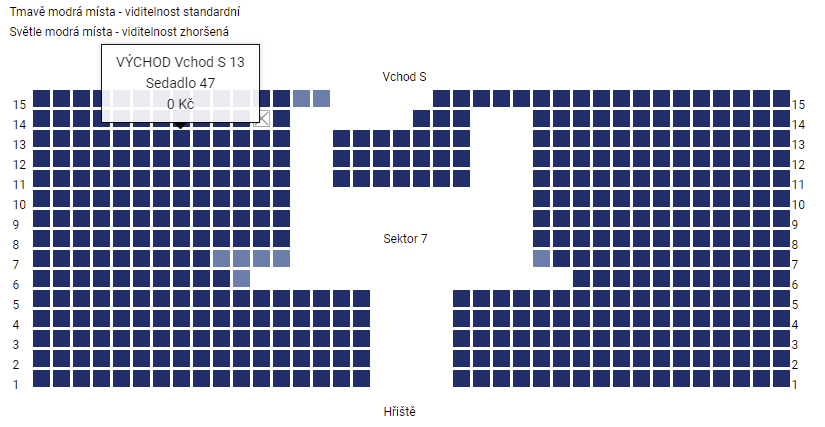 Tmavě modrá místa - viditelnost standardní
Světle modrá místa - viditelnost zhoršená
VÝCHOD Vchod S 13
Sedadlo 47
0 Kč
Vchod S
15 15
14 14
13 13
12 12
11 11
10 10
9 9
8 8
Sektor 7
7 7
6 6
5 5
4 4
3 3
2 2
1 1
Hřiště